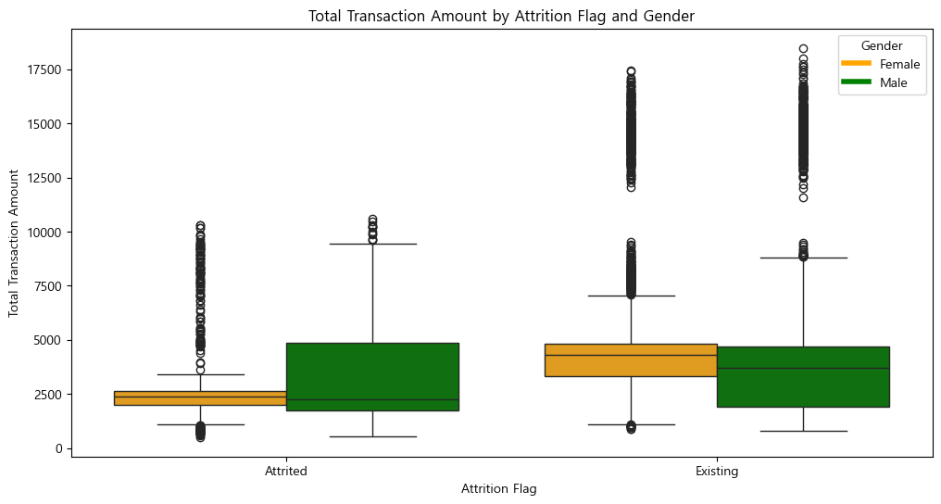 Total Transaction Amount by Attrition Flag and Gender
Gender
Female
Male
Total Transaction Amount
17500
15000
12500
10000
7500
5000
2500
0
Attrited
Existing
Attrition Flag